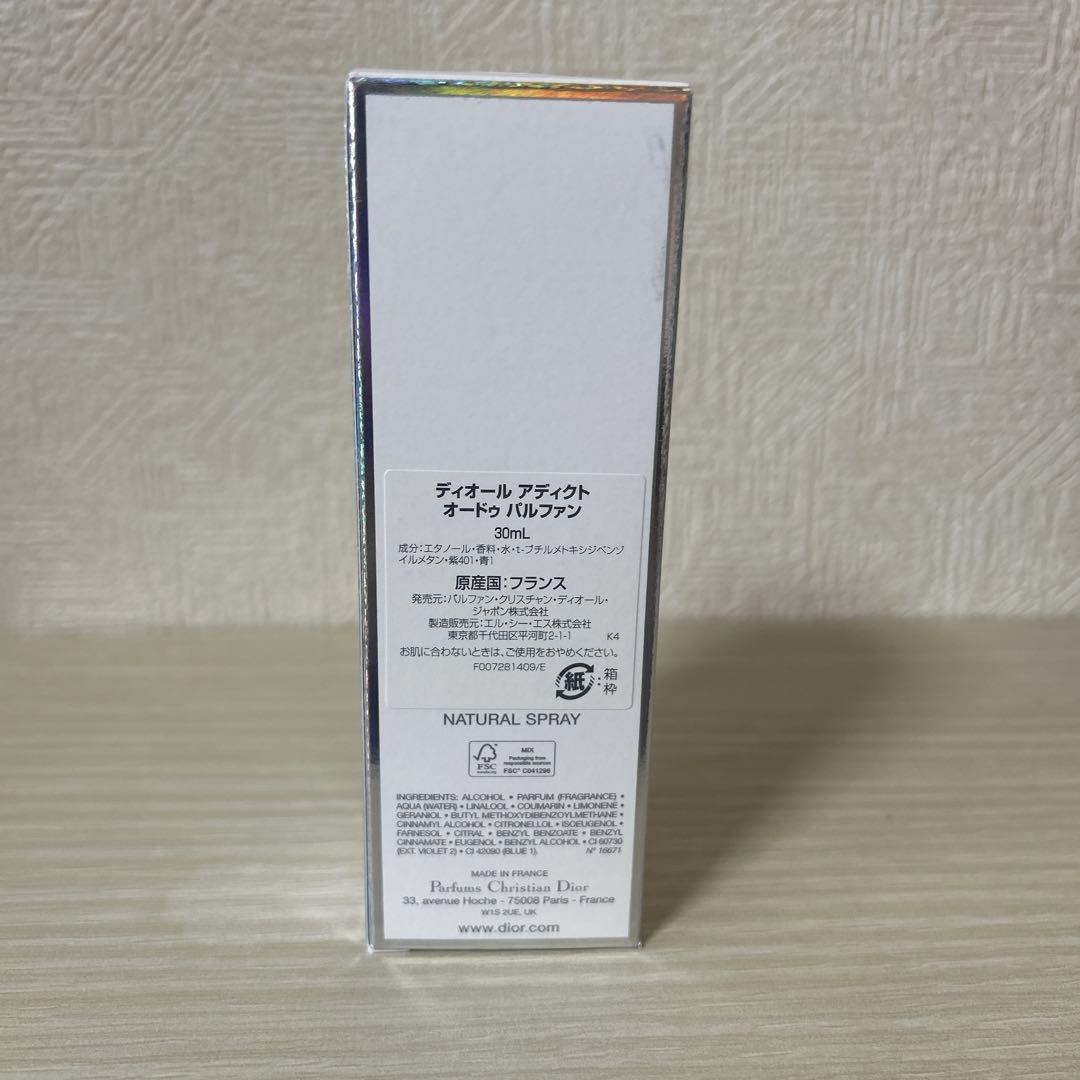 ディオール アディクト
オードゥ パルファン
30mL
成分：エタノール・香料・水・t-ブチルメトキシジベンゾ
イルメタン・紫401・青1
原産国：フランス
発売元：パルファン・クリスチャン・ディオール・
ジャポン株式会社
製造販売元：エル・シー・エス株式会社
東京都千代田区平河町2-1-1 K4
お肌に合わないときは、ご使用をおやめください。
F007281409/E
紙：箱
枠
NATURAL SPRAY
FSC
MIX
Packaging from
responsible sources
FSC™ C041296
INGREDIENTS: ALCOHOL • PARFUM (FRAGRANCE) •
AQUA (WATER) • LINALOOL • COUMARIN • LIMONENE •
GERANIOL • BUTYL METHOXYDIBENZOYLMETHANE •
CINNAMYL ALCOHOL • CITRONELLOL • ISOEUGENOL •
FARNESOL • CITRAL • BENZYL BENZOATE • BENZYL
CINNAMATE • EUGENOL • BENZYL ALCOHOL • CI 60730
(EXT. VIOLET 2) • CI 42090 (BLUE 1). N° 16671
MADE IN FRANCE
Parfums Christian Dior
33, avenue Hoche - 75008 Paris - France
W1S 2UE, UK
www.dior.com